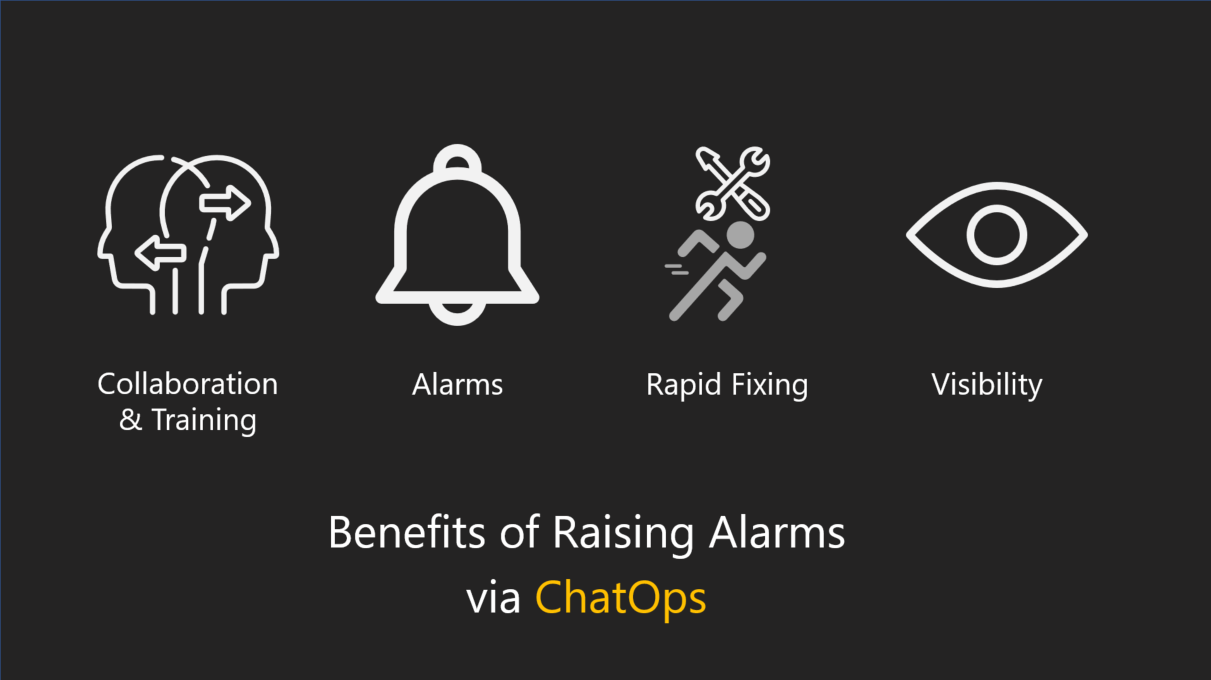 Collaboration
& Training
Alarms
Rapid Fixing
Visibility
Benefits of Raising Alarms
via ChatOps